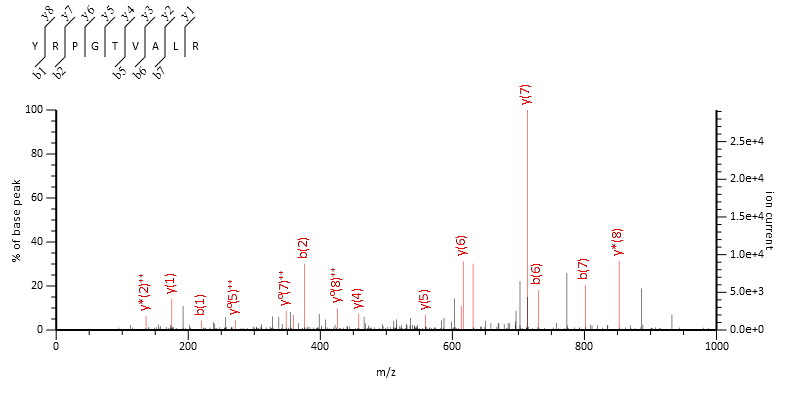 y8 y7 y6 y5 y4 y3 y2 y1
Y R P G T V A L R
b1 b2 b5 b6 b7
y(7)
b(2)
y(6)
y*(8)
y*(2)++
y(1)
b(1)
y0(5)++
y0(7)++
y0(8)++
y(4)
y(5)
b(6)
b(7)
100
80
60
40
20
0
% of base peak
2.5e+4
2.0e+4
1.5e+4
1.0e+4
5.0e+3
0.0e+0
ion current
0 200 400 600 800 1000
m/z